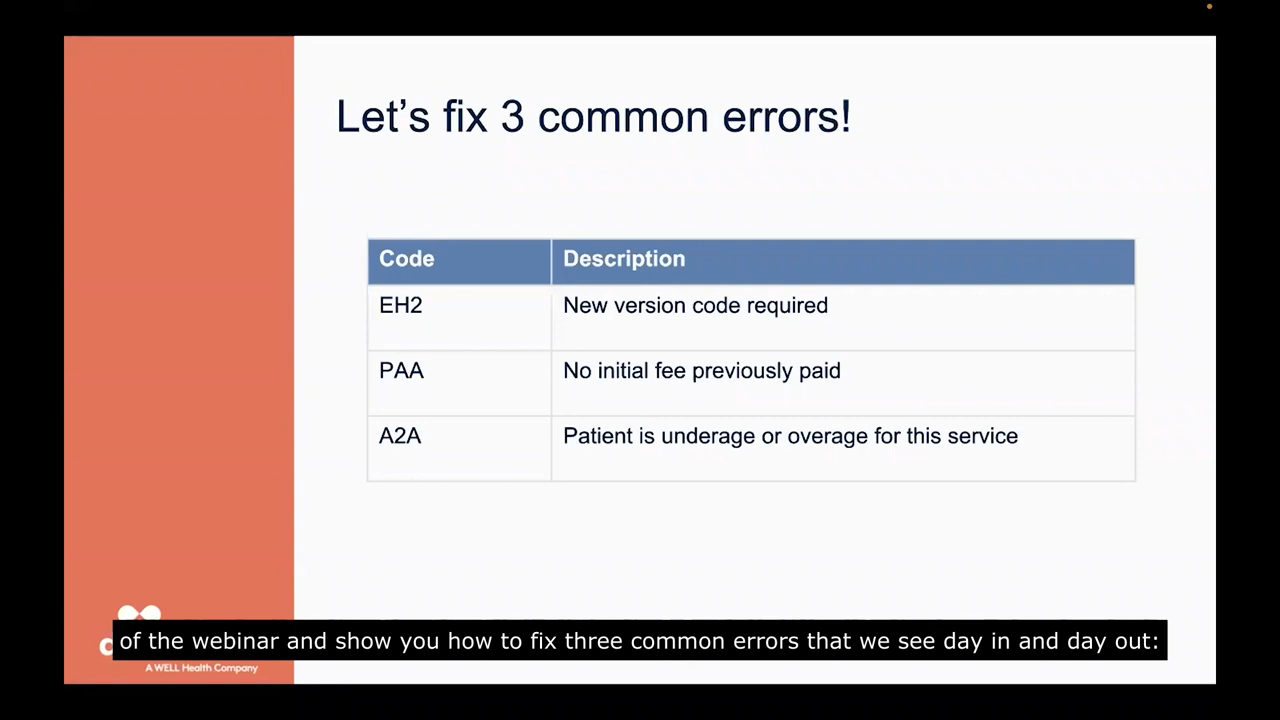 Let's fix 3 common errors!
Code Description
EH2 New version code required
PAA No initial fee previously paid
A2A Patient is underage or overage for this service
of the webinar and show you how to fix three common errors that we see day in and day out:
A WELL Health Company